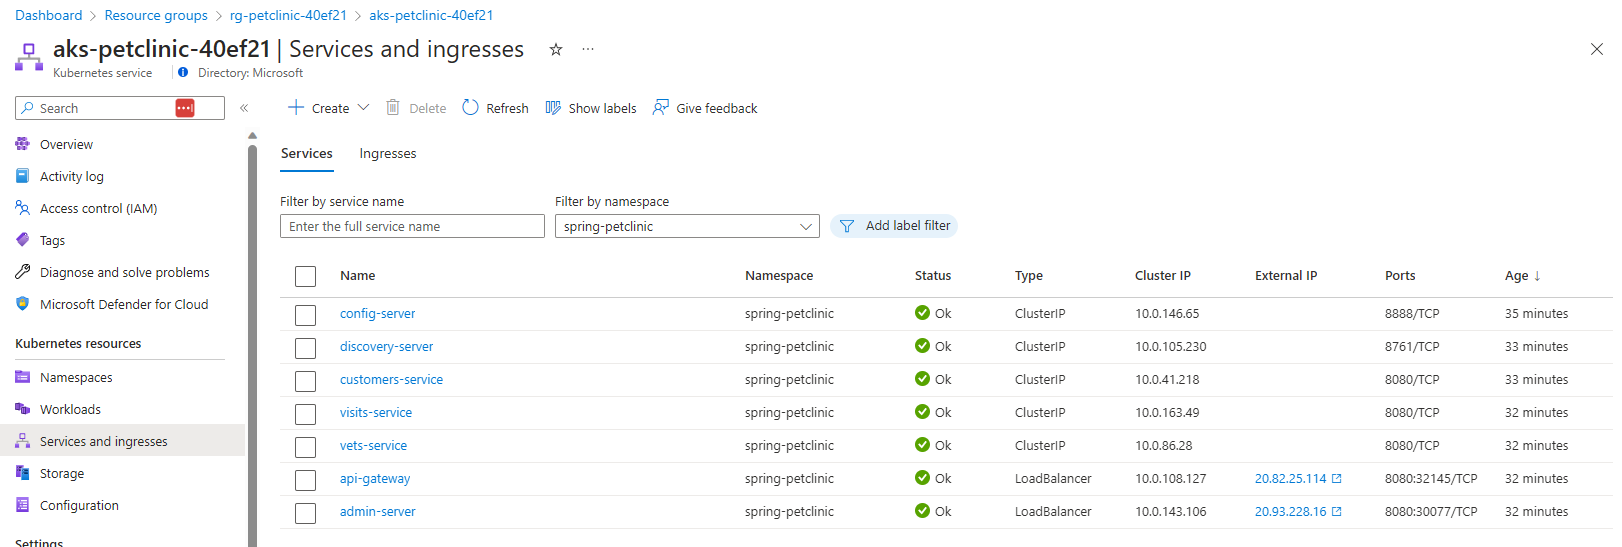 Dashboard > Resource groups > rg-petclinic-40ef21 > aks-petclinic-40ef21
aks-petclinic-40ef21 | Services and ingresses
Kubernetes service Directory: Microsoft
Search
Create Delete Refresh Show labels Give feedback
Overview
Activity log
Access control (IAM)
Tags
Diagnose and solve problems
Microsoft Defender for Cloud
Kubernetes resources
Namespaces
Workloads
Services and ingresses
Storage
Configuration
Settings
Services Ingresses
Filter by service name Filter by namespace
Enter the full service name spring-petclinic Add label filter
Name Namespace Status Type Cluster IP External IP Ports Age ↓
config-server spring-petclinic Ok ClusterIP 10.0.146.65 8888/TCP 35 minutes
discovery-server spring-petclinic Ok ClusterIP 10.0.105.230 8761/TCP 33 minutes
customers-service spring-petclinic Ok ClusterIP 10.0.41.218 8080/TCP 33 minutes
visits-service spring-petclinic Ok ClusterIP 10.0.163.49 8080/TCP 32 minutes
vets-service spring-petclinic Ok ClusterIP 10.0.86.28 8080/TCP 32 minutes
api-gateway spring-petclinic Ok LoadBalancer 10.0.108.127 20.82.25.114 8080:32145/TCP 32 minutes
admin-server spring-petclinic Ok LoadBalancer 10.0.143.106 20.93.228.16 8080:30077/TCP 32 minutes